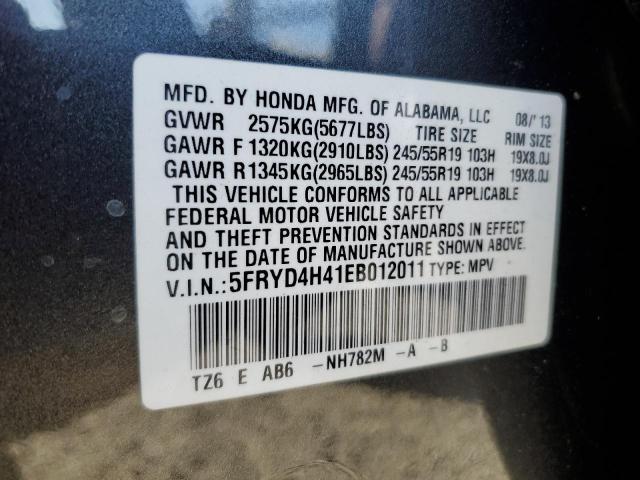 MFD. BY HONDA MFG. OF ALABAMA, LLC 08/'13
GVWR 2575KG(5677LBS) TIRE SIZE RIM SIZE
GAWR F 1320KG(2910LBS) 245/55R19 103H 19X8.0J
GAWR R 1345KG(2965LBS) 245/55R19 103H 19X8.0J
THIS VEHICLE CONFORMS TO ALL APPLICABLE
FEDERAL MOTOR VEHICLE SAFETY
AND THEFT PREVENTION STANDARDS IN EFFECT
ON THE DATE OF MANUFACTURE SHOWN ABOVE.
V.I.N.:5FRYD4H41EB012011 TYPE: MPV
TZ6 E AB6 -NH782M -A -B